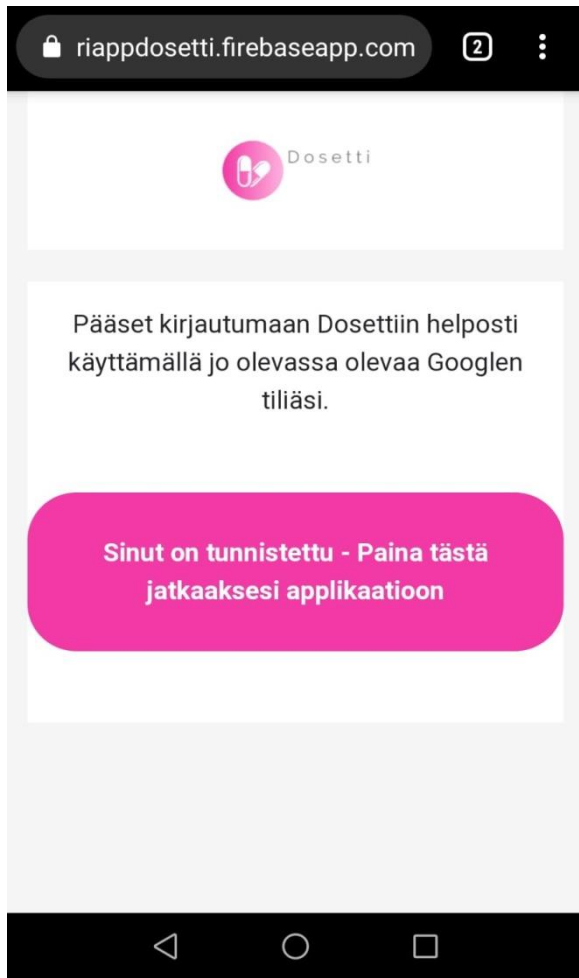 riappdosetti.firebaseapp.com
2
Dosetti
Pääset kirjautumaan Dosettiin helposti
käyttämällä jo olevassa olevaa Googlen
tiliäsi.
Sinut on tunnistettu - Paina tästä
jatkaaksesi applikaatioon